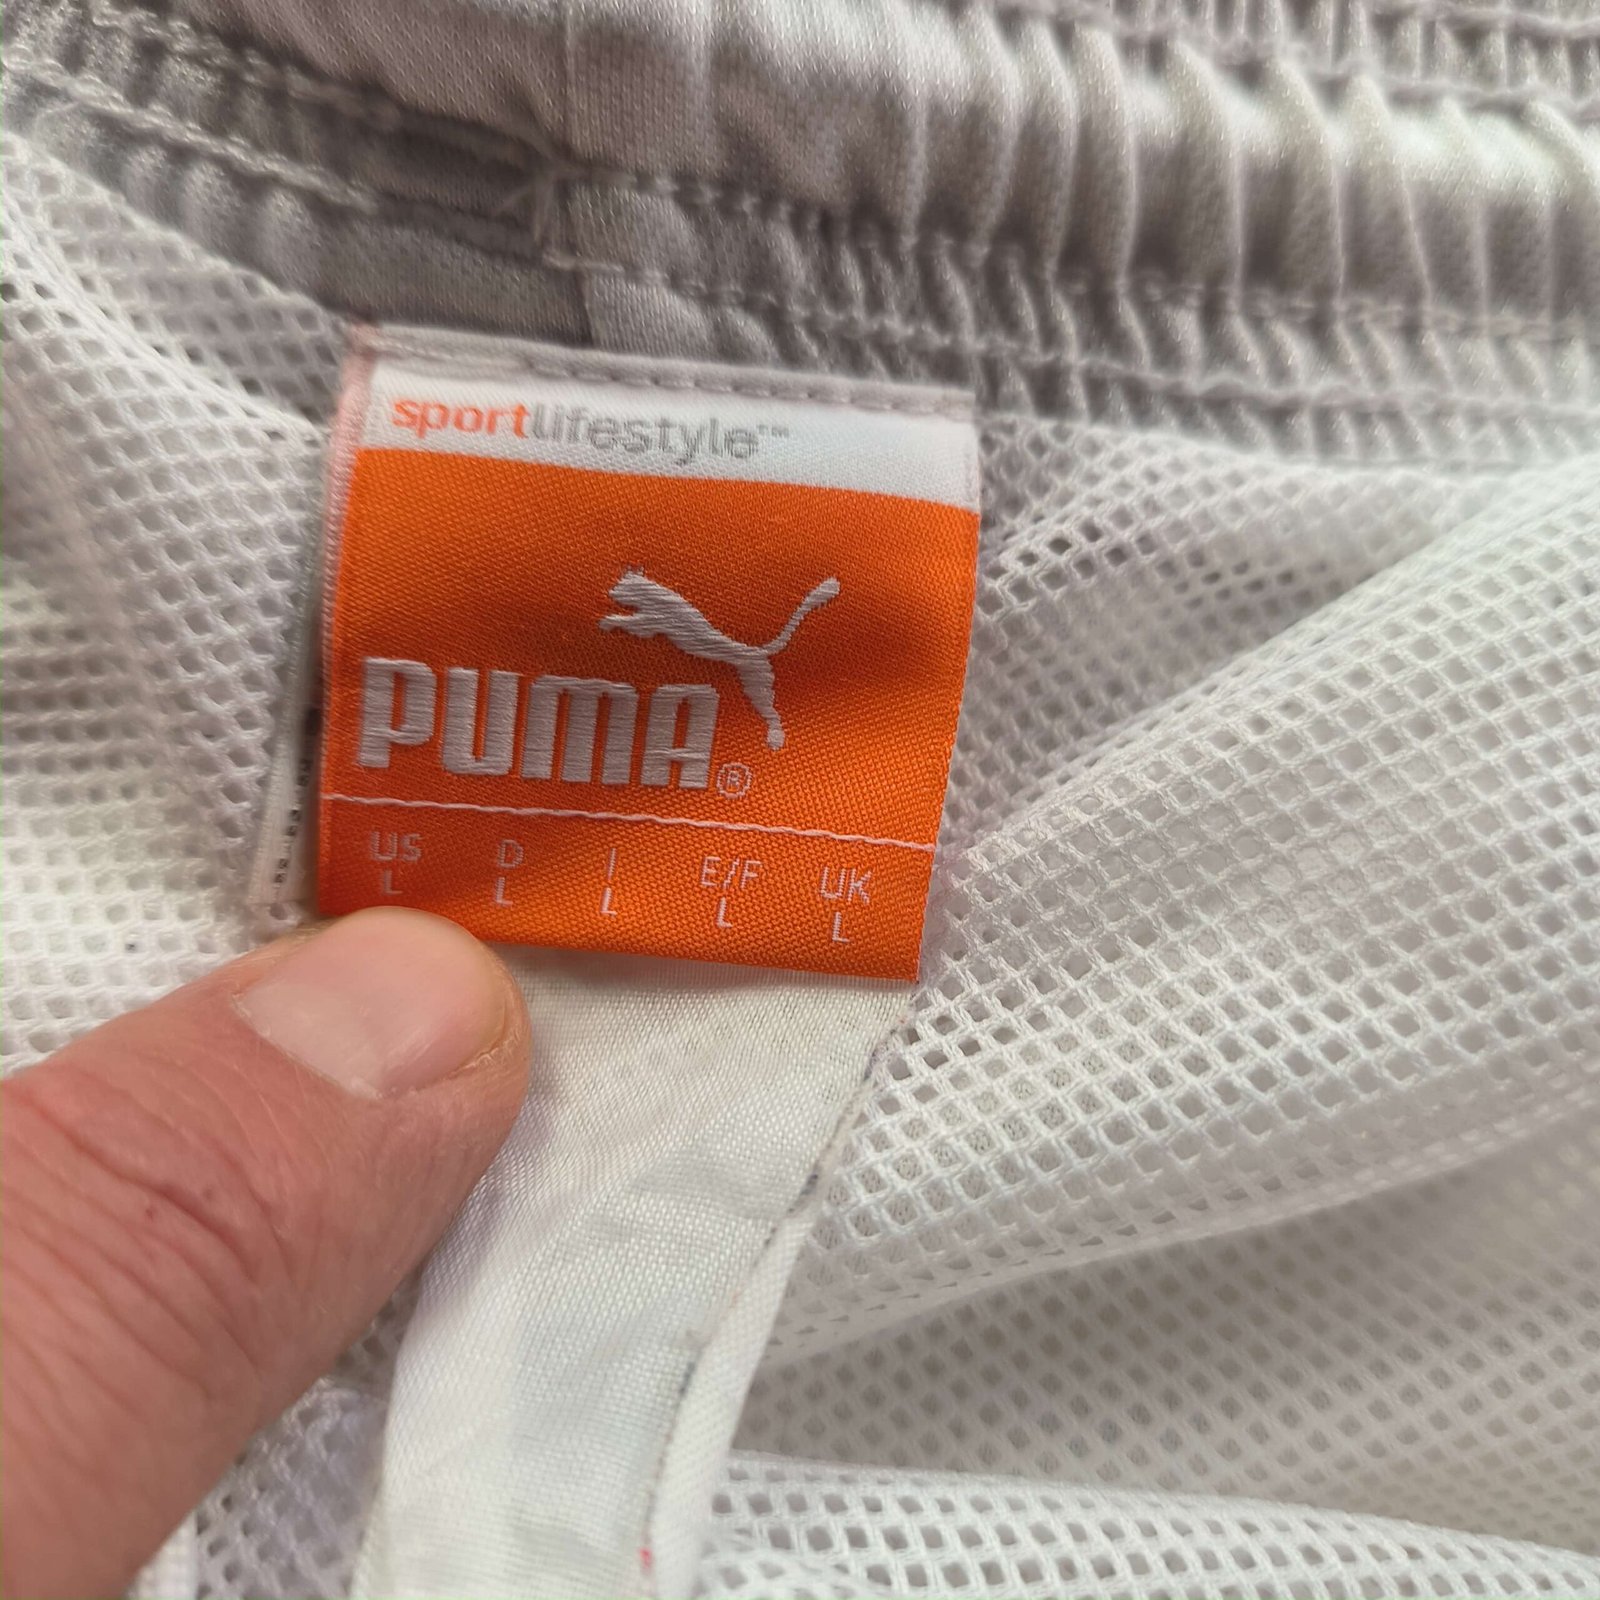 sportlifestyle™
PUMA®
US D I E/F UK
L L L L L